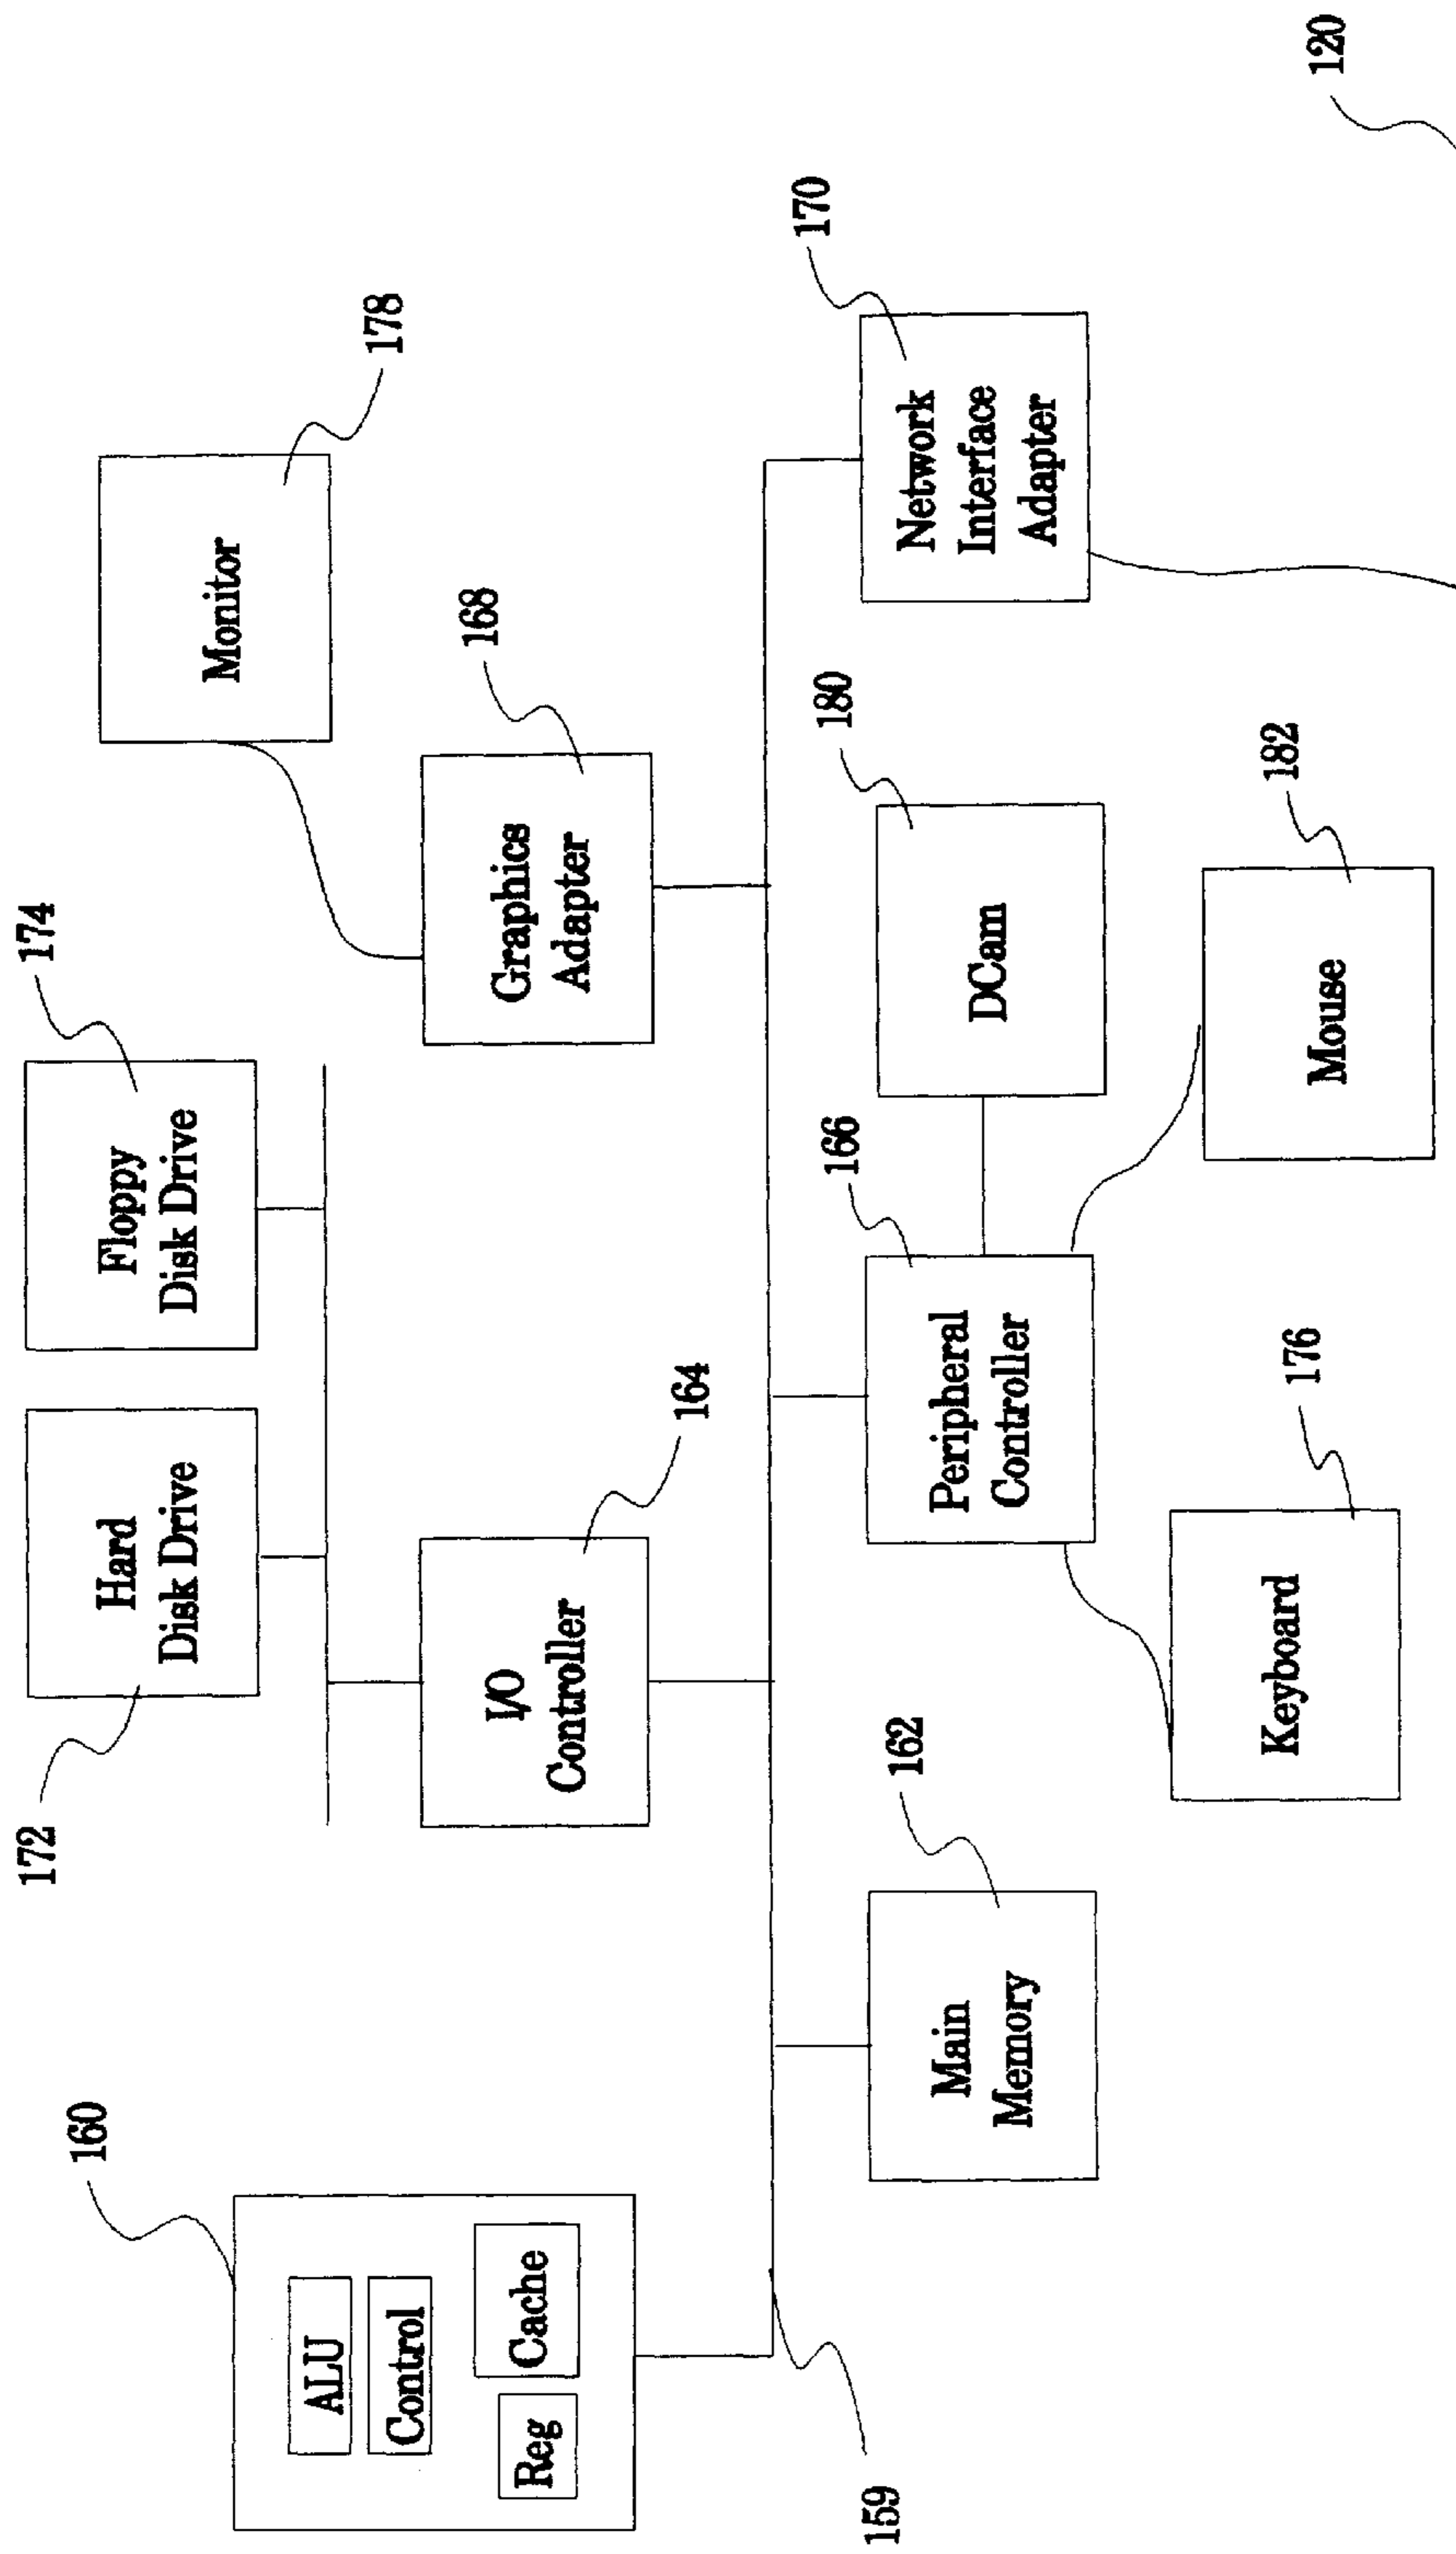 172
Hard
Disk Drive
174
Floppy
Disk Drive
Monitor
178
160
ALU
Control
Reg
Cache
I/O
Controller
164
Graphics
Adapter
168
159
Main
Memory
162
Peripheral
Controller
166
DCam
180
Network
Interface
Adapter
170
Keyboard
176
Mouse
182
120